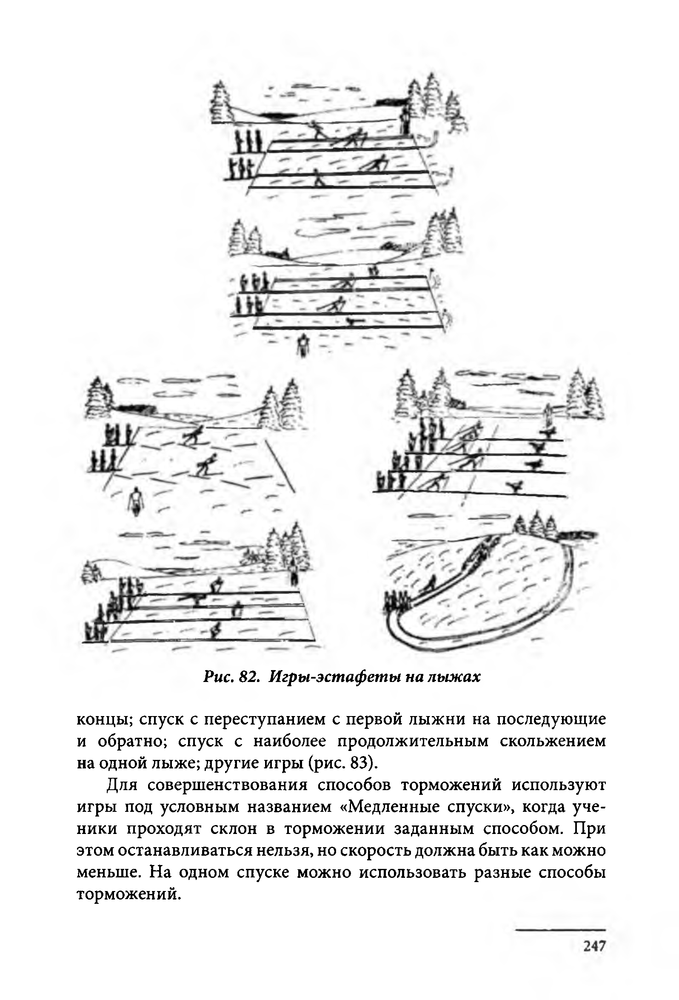 Рис. 82. Игры-эстафеты на лыжах
концы; спуск с переступанием с первой лыжни на последующие
и обратно; спуск с наиболее продолжительным скольжением
на одной лыже; другие игры (рис. 83).
Для совершенствования способов торможений используют
игры под условным названием «Медленные спуски», когда уче-
ники проходят склон в торможении заданным способом. При
этом останавливаться нельзя, но скорость должна быть как можно
меньше. На одном спуске можно использовать разные способы
торможений.
247